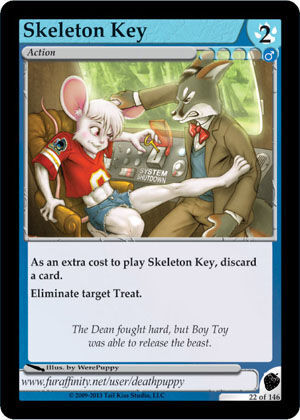 Skeleton Key
2
Action
SYSTEM
SHUTDOWN
As an extra cost to play Skeleton Key, discard
a card.
Eliminate target Treat.
The Dean fought hard, but Boy Toy
was able to release the beast.
Illus. by WerePuppy
www.furaffinity.net/user/deathpuppy
© 2009-2013 Tail Kiss Studio, LLC
22 of 146